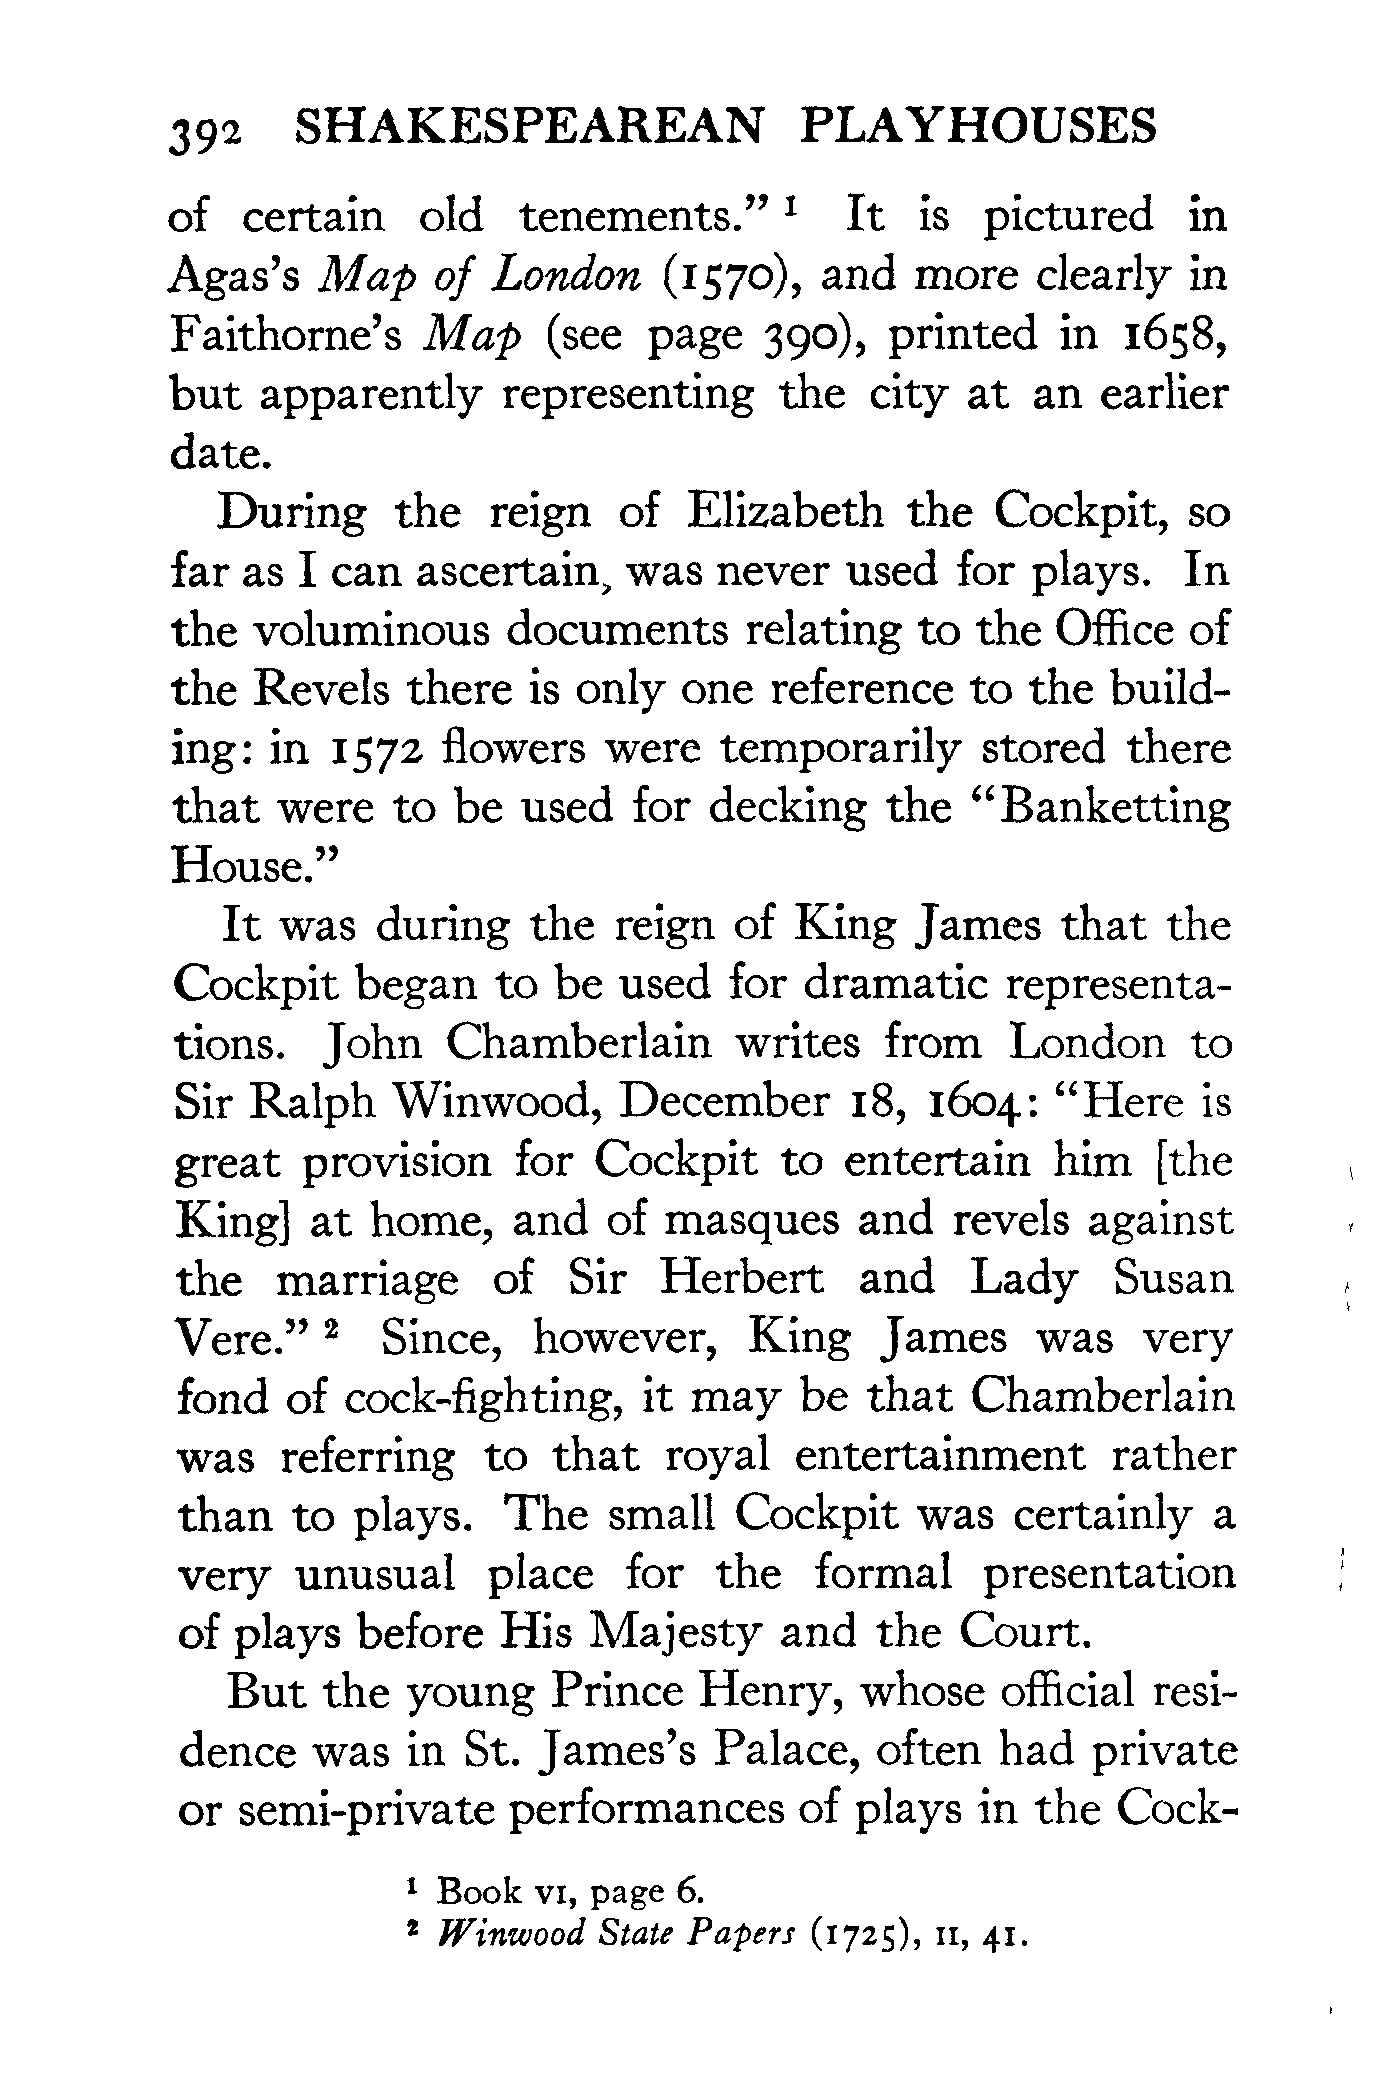 392 SHAKESPEAREAN PLAYHOUSES
of certain old tenements." ¹ It is pictured in
Agas's Map of London (1570), and more clearly in
Faithorne's Map (see page 390), printed in 1658,
but apparently representing the city at an earlier
date.
During the reign of Elizabeth the Cockpit, so
far as I can ascertain, was never used for plays. In
the voluminous documents relating to the Office of
the Revels there is only one reference to the build-
ing: in 1572 flowers were temporarily stored there
that were to be used for decking the "Banketting
House."
It was during the reign of King James that the
Cockpit began to be used for dramatic representa-
tions. John Chamberlain writes from London to
Sir Ralph Winwood, December 18, 1604: "Here is
great provision for Cockpit to entertain him [the
King] at home, and of masques and revels against
the marriage of Sir Herbert and Lady Susan
Vere." ² Since, however, King James was very
fond of cock-fighting, it may be that Chamberlain
was referring to that royal entertainment rather
than to plays. The small Cockpit was certainly a
very unusual place for the formal presentation
of plays before His Majesty and the Court.
But the young Prince Henry, whose official resi-
dence was in St. James's Palace, often had private
or semi-private performances of plays in the Cock-
¹ Book VI, page 6.
² Winwood State Papers (1725), II, 41.